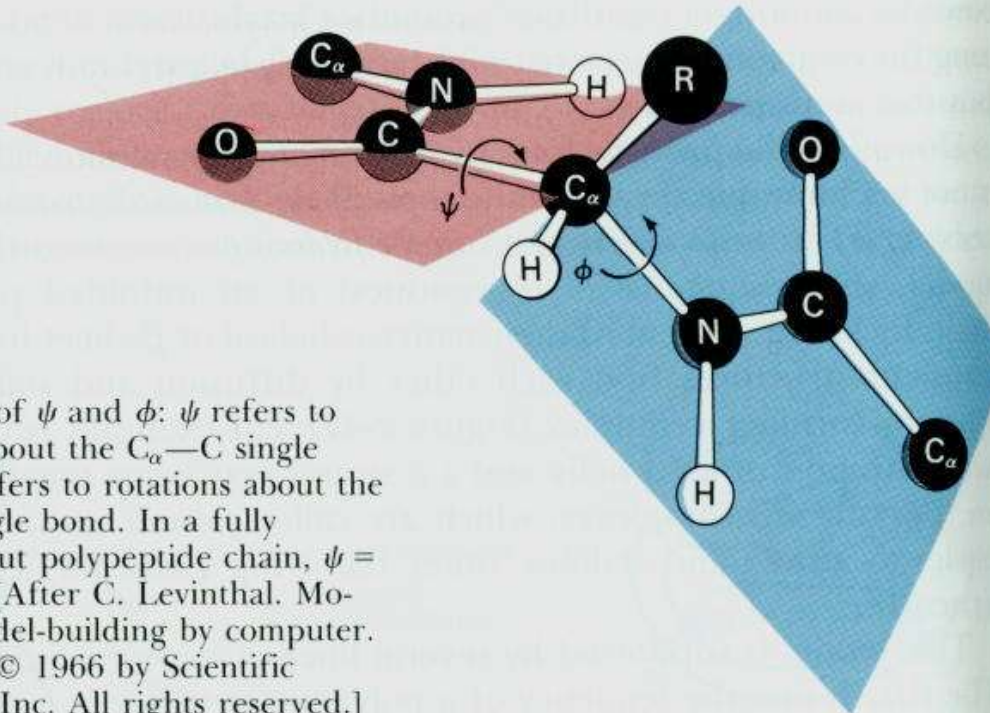 Cα
N
H
R
O
C
Cα
O
ψ
H
ϕ
N
C
Cα
H
of ψ and ϕ: ψ refers to
bout the Cα—C single
fers to rotations about the
gle bond. In a fully
ut polypeptide chain, ψ =
After C. Levinthal. Mo-
del-building by computer.
© 1966 by Scientific
Inc. All rights reserved.]